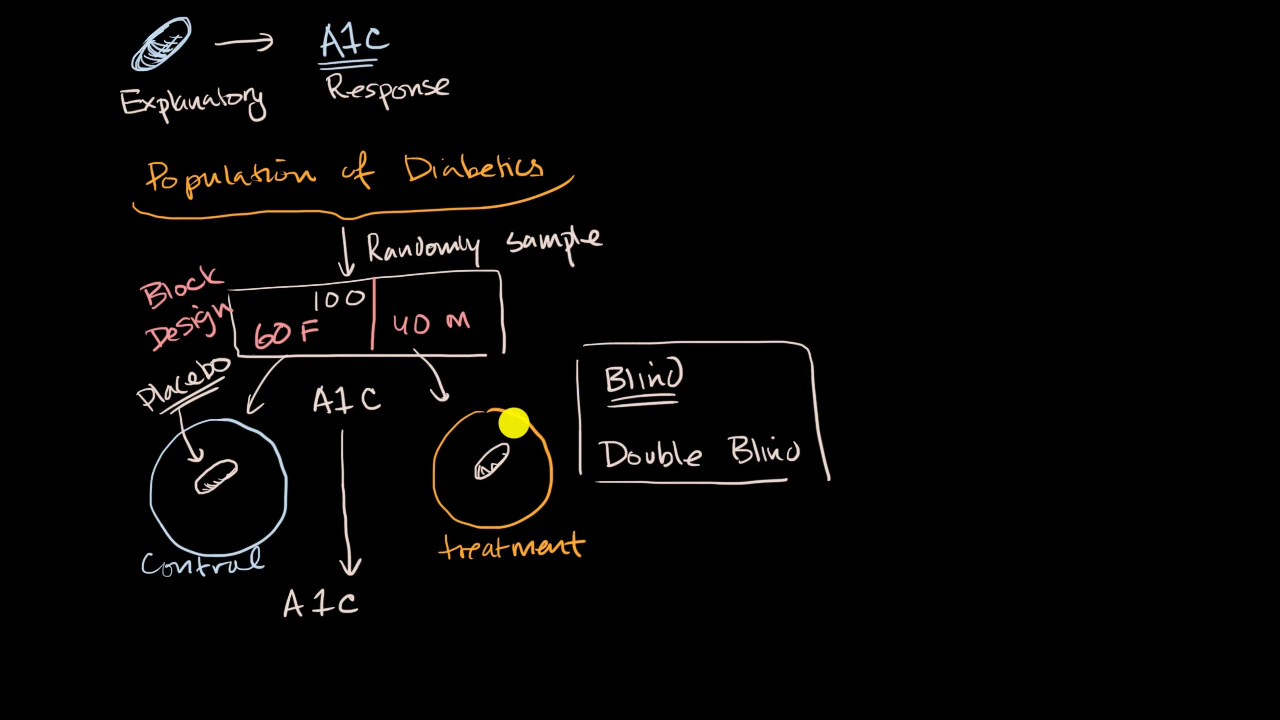 A1C
Explanatory
Response
Population of Diabetics
Randomly sample
Block
Design
100
60 F
40 M
Placebo
A1C
Blind
Double Blind
Control
treatment
A1C